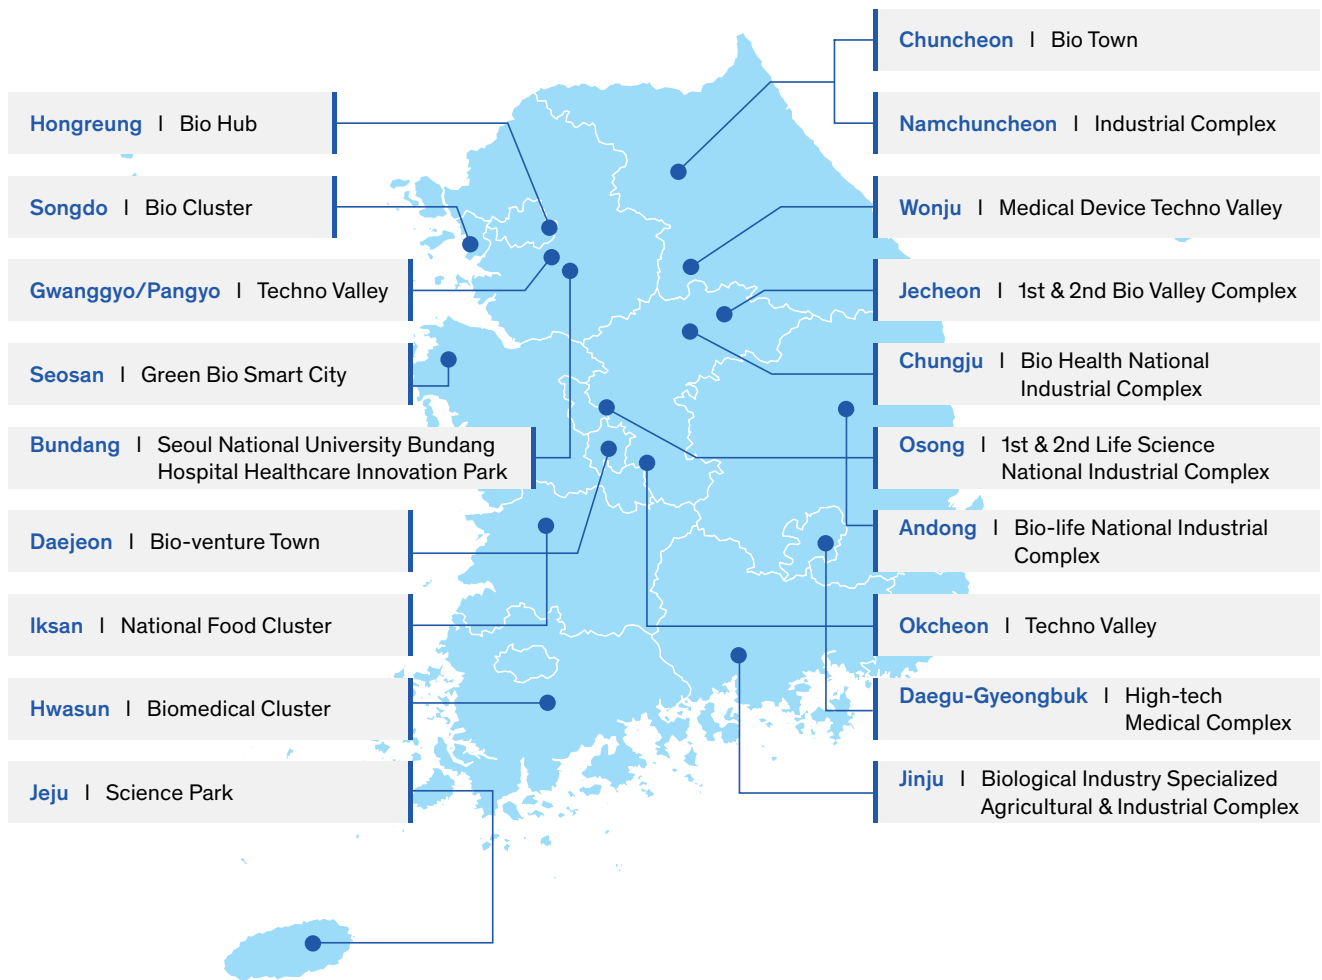 Hongreung | Bio Hub
Songdo | Bio Cluster
Gwanggyo/Pangyo | Techno Valley
Seosan | Green Bio Smart City
Bundang | Seoul National University Bundang
Hospital Healthcare Innovation Park
Daejeon | Bio-venture Town
Iksan | National Food Cluster
Hwasun | Biomedical Cluster
Jeju | Science Park
Chuncheon | Bio Town
Namchuncheon | Industrial Complex
Wonju | Medical Device Techno Valley
Jecheon | 1st & 2nd Bio Valley Complex
Chungju | Bio Health National
Industrial Complex
Osong | 1st & 2nd Life Science
National Industrial Complex
Andong | Bio-life National Industrial
Complex
Okcheon | Techno Valley
Daegu-Gyeongbuk | High-tech
Medical Complex
Jinju | Biological Industry Specialized
Agricultural & Industrial Complex